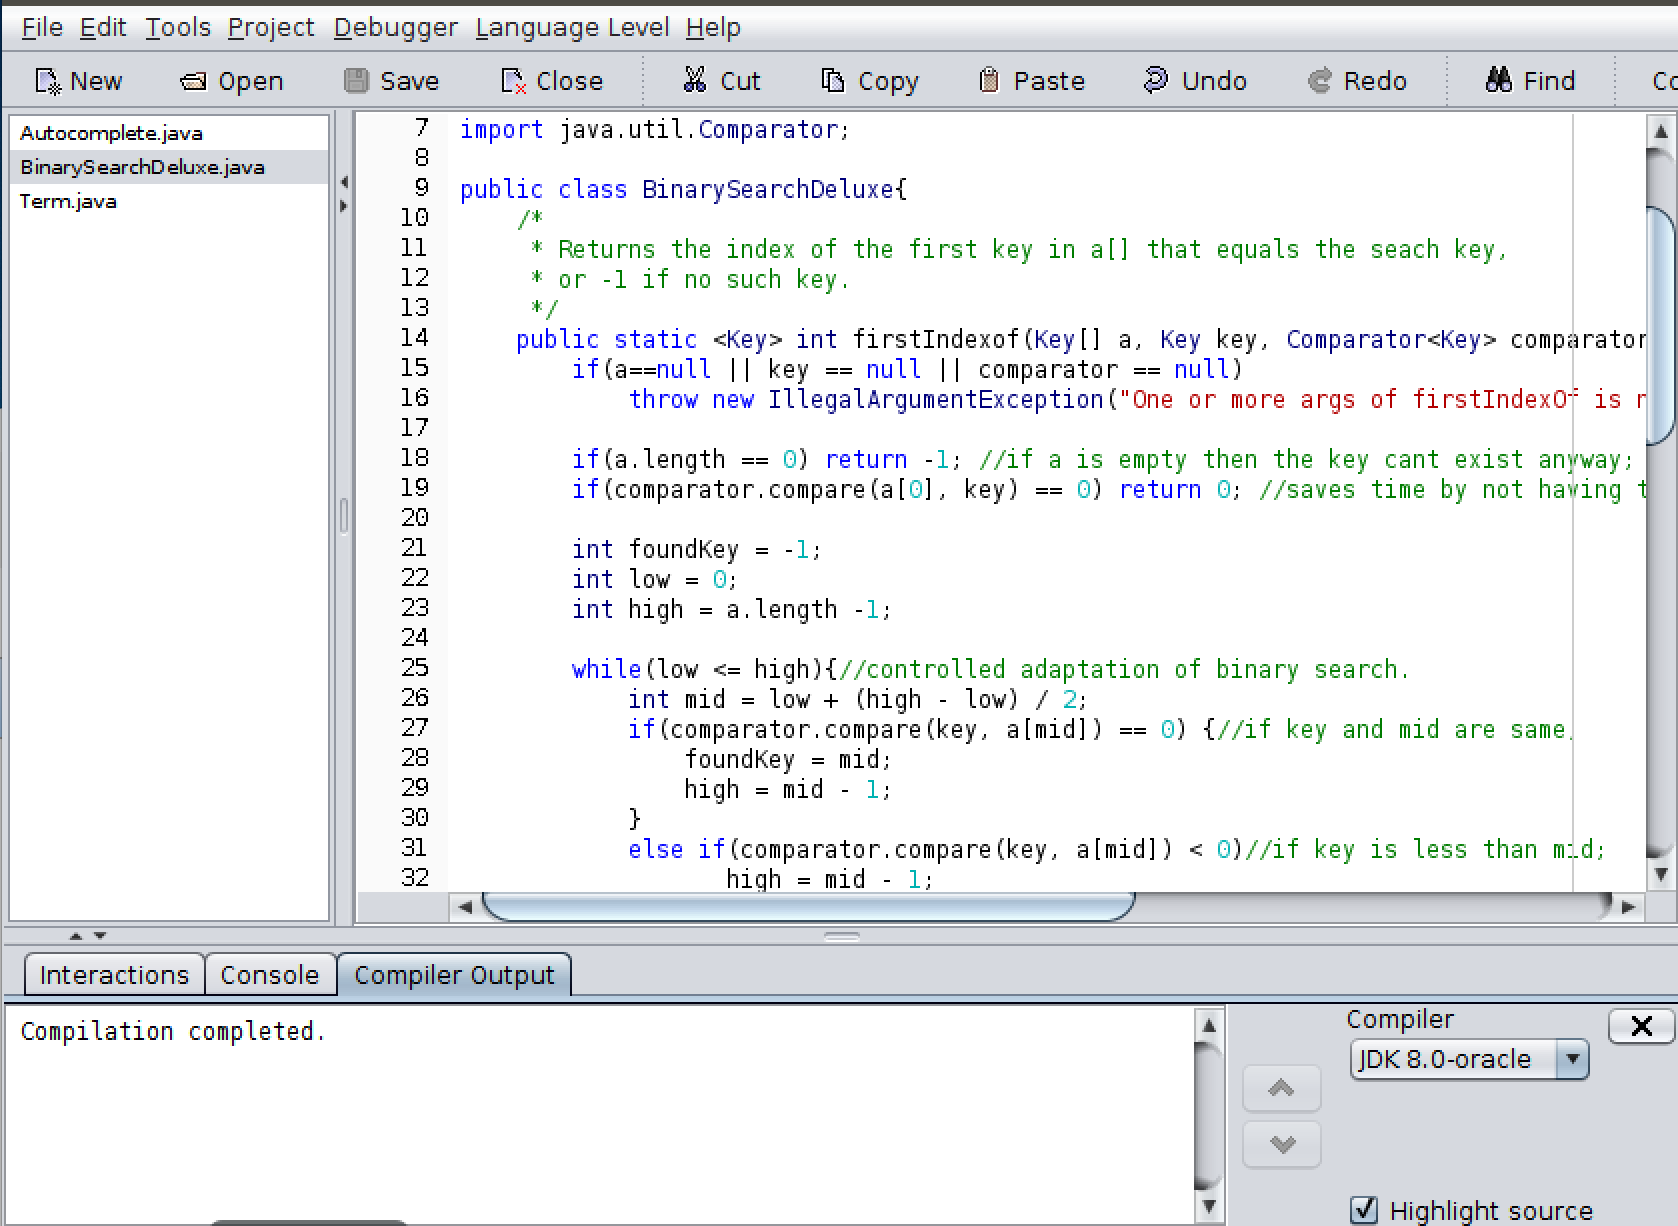 File Edit Tools Project Debugger Language Level Help
New Open Save Close Cut Copy Paste Undo Redo Find
Autocomplete.java
BinarySearchDeluxe.java
Term.java
7 import java.util.Comparator;
8
9 public class BinarySearchDeluxe{
10 /*
11 * Returns the index of the first key in a[] that equals the seach key,
12 * or -1 if no such key.
13 */
14 public static <Key> int firstIndexof(Key[] a, Key key, Comparator<Key> comparator
15 if(a==null || key == null || comparator == null)
16 throw new IllegalArgumentException("One or more args of firstIndexOf is
17
18 if(a.length == 0) return -1; //if a is empty then the key cant exist anyway;
19 if(comparator.compare(a[0], key) == 0) return 0; //saves time by not having
20
21 int foundKey = -1;
22 int low = 0;
23 int high = a.length -1;
24
25 while(low <= high){//controlled adaptation of binary search.
26 int mid = low + (high - low) / 2;
27 if(comparator.compare(key, a[mid]) == 0) {//if key and mid are same.
28 foundKey = mid;
29 high = mid - 1;
30 }
31 else if(comparator.compare(key, a[mid]) < 0)//if key is less than mid;
32 high = mid - 1;
Interactions Console Compiler Output
Compilation completed.
Compiler
JDK 8.0-oracle
Highlight source